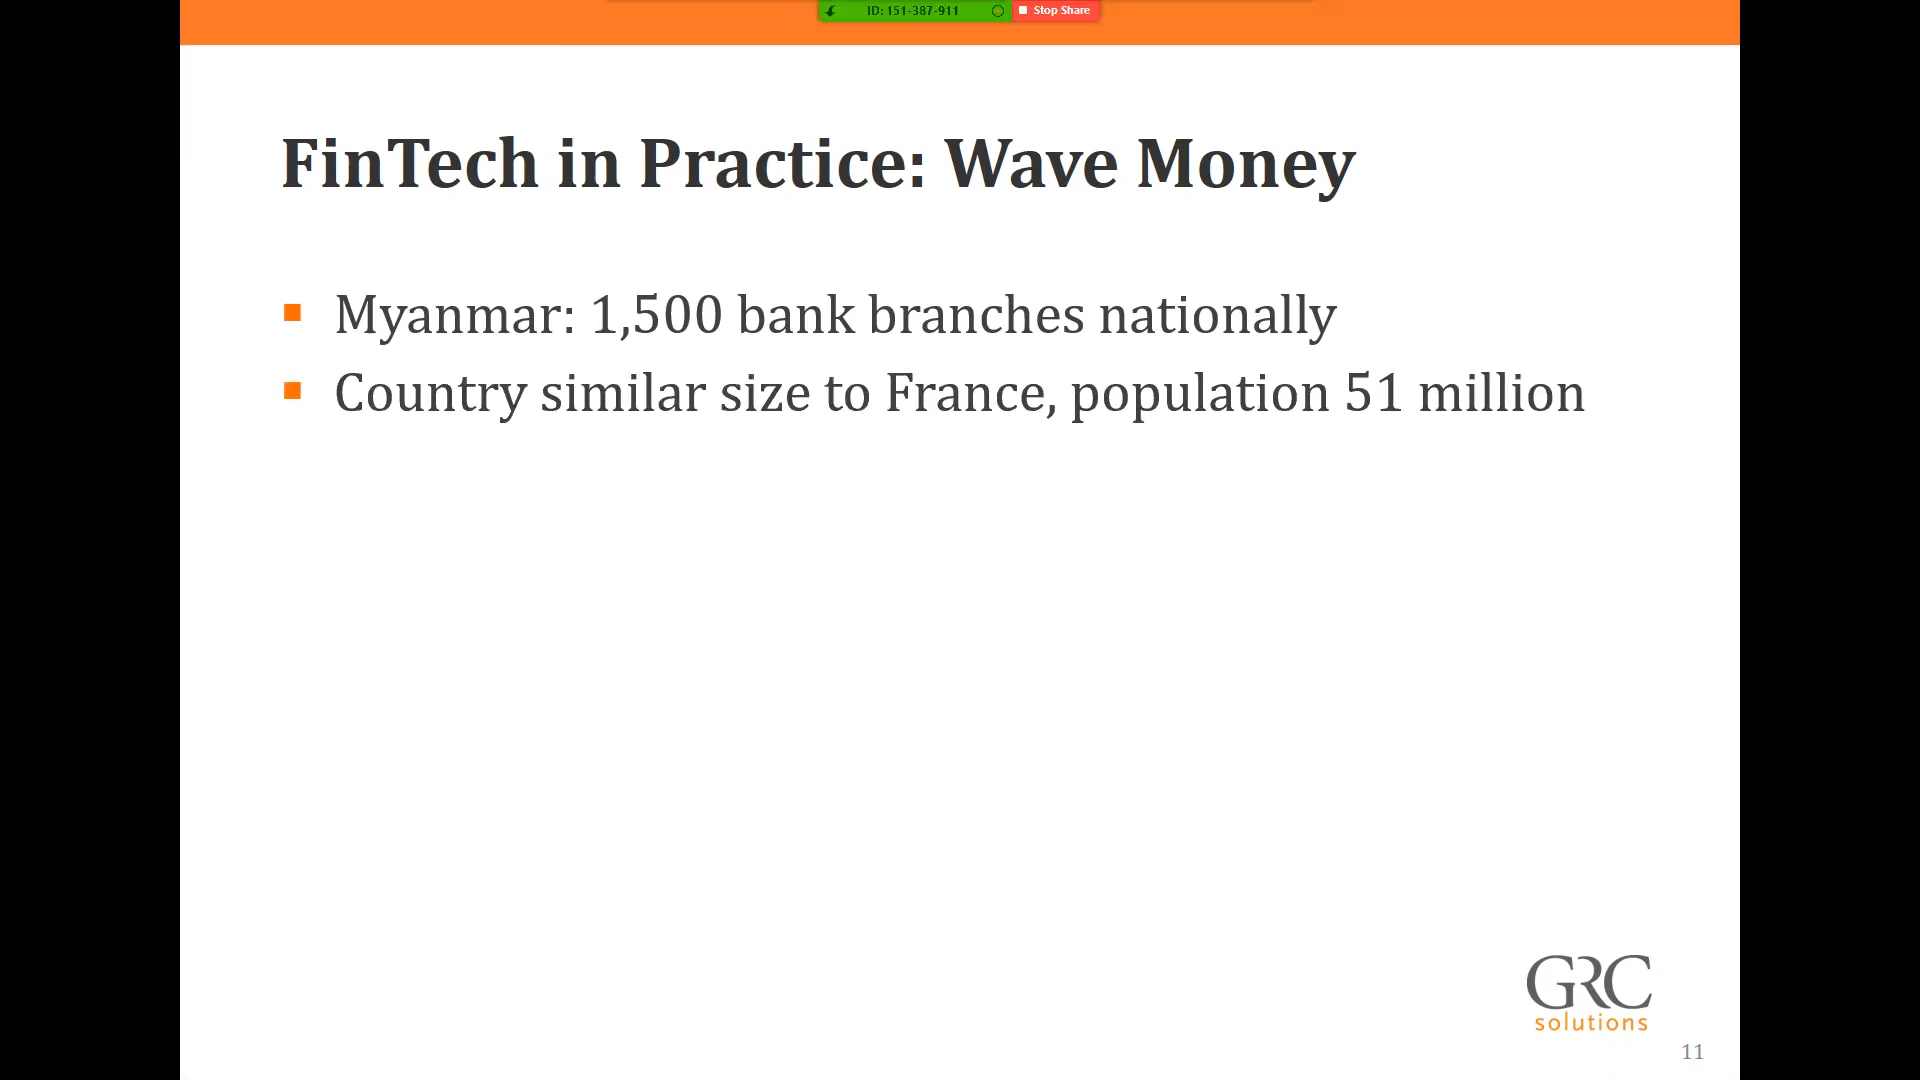 ID: 151-387-911 Stop Share
FinTech in Practice: Wave Money
Myanmar: 1,500 bank branches nationally
Country similar size to France, population 51 million
GRC
solutions
11